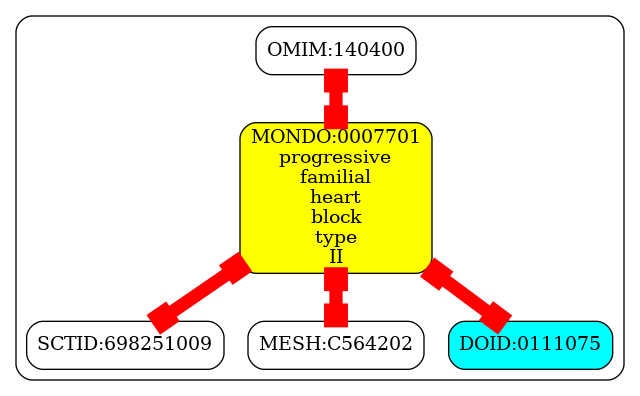 OMIM:140400
MONDO:0007701
progressive
familial
heart
block
type
II
SCTID:698251009
MESH:C564202
DOID:0111075